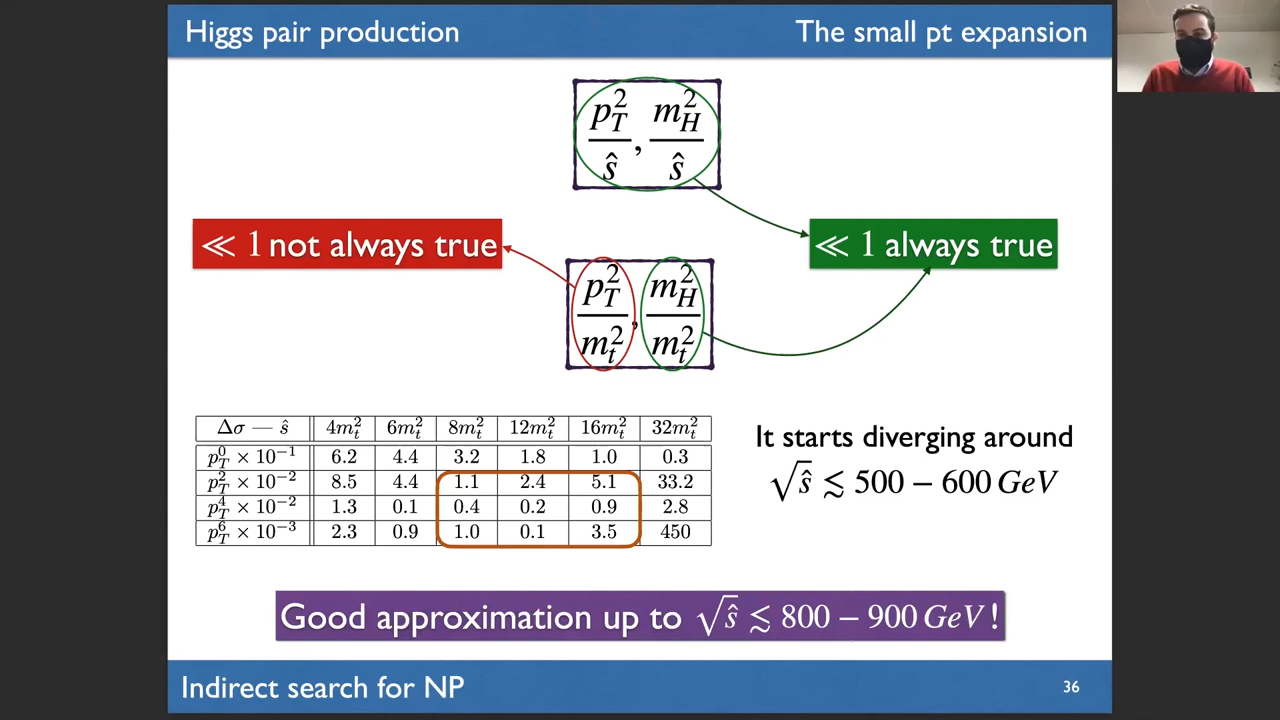 Higgs pair production
The small pt expansion
p_T^2/ŝ, m_H^2/ŝ
≪ 1 not always true
≪ 1 always true
p_T^2/m_t^2, m_H^2/m_t^2
Δσ — ŝ 4m_t^2 6m_t^2 8m_t^2 12m_t^2 16m_t^2 32m_t^2
p_T^0 × 10^-1 6.2 4.4 3.2 1.8 1.0 0.3
p_T^2 × 10^-2 8.5 4.4 1.1 2.4 5.1 33.2
p_T^4 × 10^-2 1.3 0.1 0.4 0.2 0.9 2.8
p_T^6 × 10^-3 2.3 0.9 1.0 0.1 3.5 450
It starts diverging around
√ŝ ≲ 500 − 600 GeV
Good approximation up to √ŝ ≲ 800 − 900 GeV !
Indirect search for NP
36